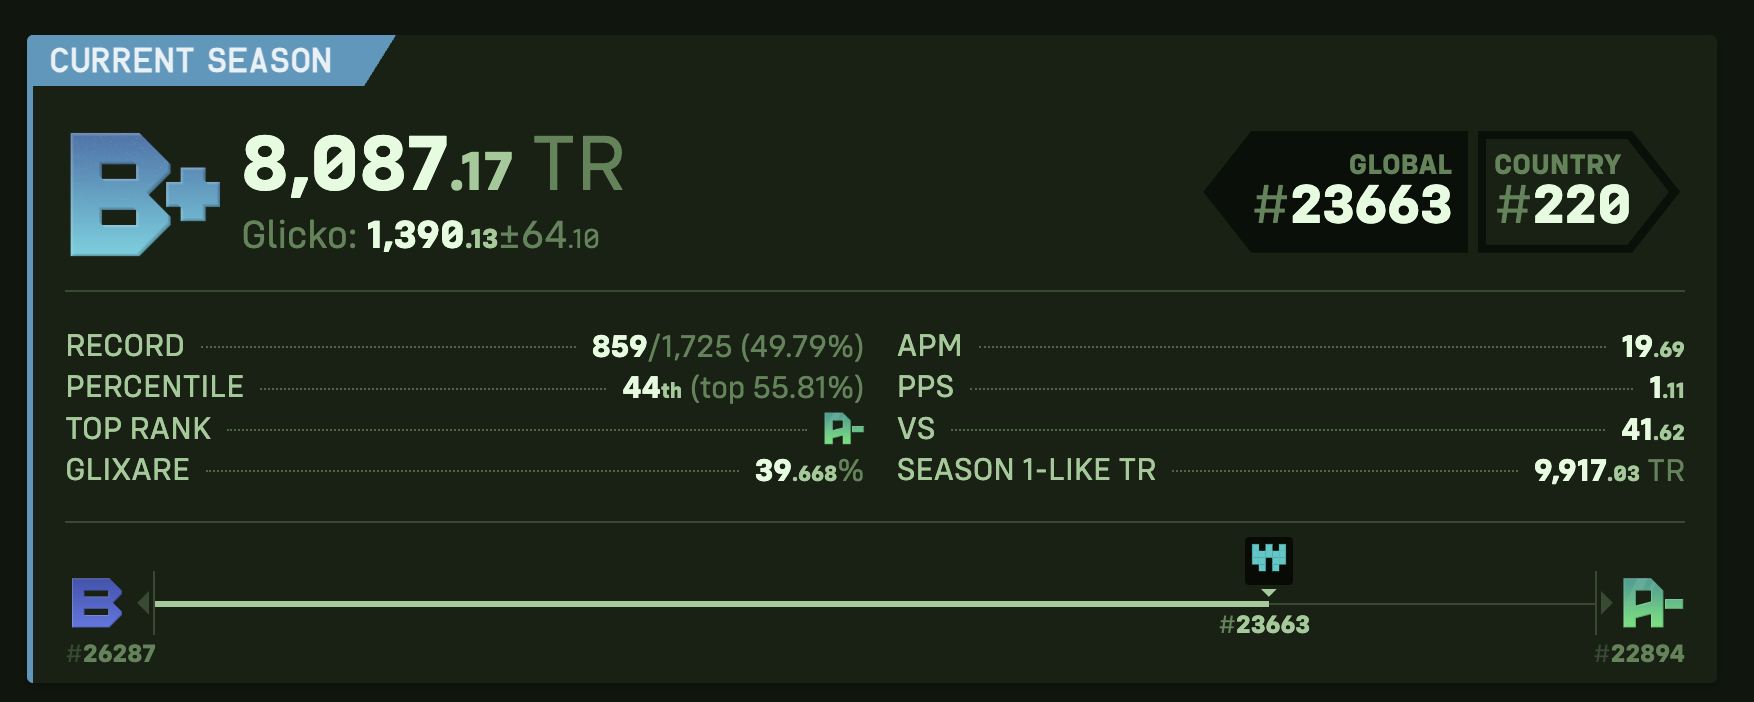 CURRENT SEASON
B+
8,087.17 TR
Glicko: 1,390.13±64.10
GLOBAL
#23663
COUNTRY
#220
RECORD 859/1,725 (49.79%)
PERCENTILE 44th (top 55.81%)
TOP RANK A-
GLIXARE 39.668%
APM 19.69
PPS 1.11
VS 41.62
SEASON 1-LIKE TR 9,917.03 TR
B
#26287
#23663
A-
#22894